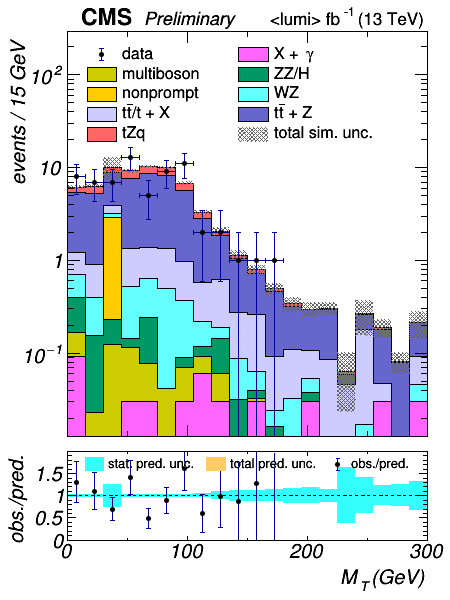 CMS Preliminary <lumi> fb⁻¹ (13 TeV)
events / 15 GeV
data
X + γ
multiboson
ZZ/H
nonprompt
WZ
tt̄/t + X
tt̄ + Z
tZq
total sim. unc.
10²
10
1
10⁻¹
obs./pred.
stat. pred. unc. total pred. unc. obs./pred.
1.5
1
0.5
0
0 100 200 300
M_T (GeV)